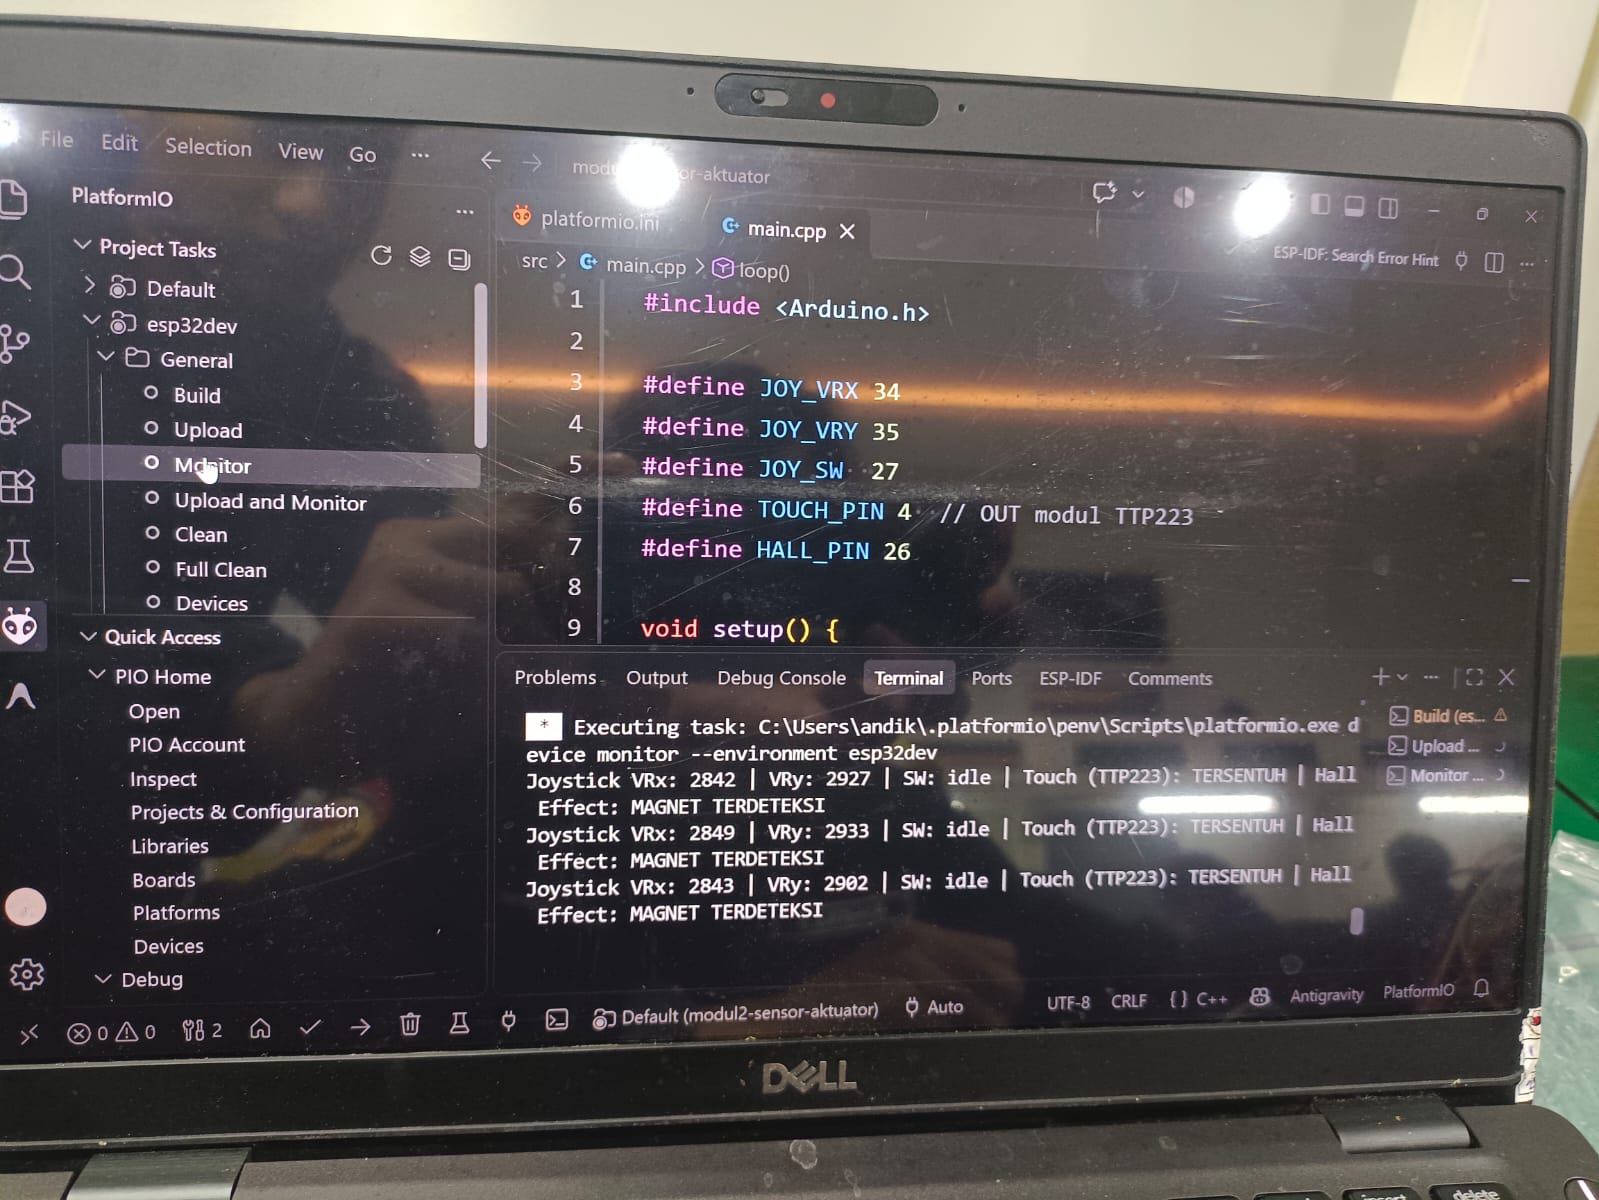 File Edit Selection View Go ... or-aktuator
PlatformIO
Project Tasks
Default
esp32dev
General
Build
Upload
Monitor
Upload and Monitor
Clean
Full Clean
Devices
Quick Access
PIO Home
Open
PIO Account
Inspect
Projects & Configuration
Libraries
Boards
Platforms
Devices
Debug
platformio.ini
main.cpp
ESP-IDF: Search Error Hint
src > main.cpp > loop()
1 #include <Arduino.h>
2
3 #define JOY_VRX 34
4 #define JOY_VRY 35
5 #define JOY_SW 27
6 #define TOUCH_PIN 4 // OUT modul TTP223
7 #define HALL_PIN 26
8
9 void setup() {
Problems Output Debug Console Terminal Ports ESP-IDF Comments
* Executing task: C:\Users\andik\.platformio\penv\Scripts\platformio.exe d
evice monitor --environment esp32dev
Joystick VRx: 2842 | VRy: 2927 | SW: idle | Touch (TTP223): TERSENTUH | Hall
Effect: MAGNET TERDETEKSI
Joystick VRx: 2849 | VRy: 2933 | SW: idle | Touch (TTP223): TERSENTUH | Hall
Effect: MAGNET TERDETEKSI
Joystick VRx: 2843 | VRy: 2902 | SW: idle | Touch (TTP223): TERSENTUH | Hall
Effect: MAGNET TERDETEKSI
Build (es...
Upload ...
Monitor ...
0 0 2 Default (modul2-sensor-aktuator) Auto UTF-8 CRLF {} C++ Antigravity PlatformIO
DELL
insert
delete